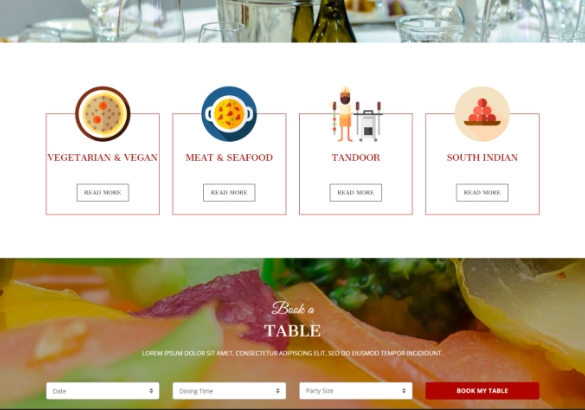 VEGETARIAN & VEGAN
MEAT & SEAFOOD
TANDOOR
SOUTH INDIAN
READ MORE
READ MORE
READ MORE
READ MORE
Book a
TABLE
LOREM IPSUM DOLOR SIT AMET, CONSECTETUR ADIPISCING ELIT, SED DO EIUSMOD TEMPOR INCIDIDUNT.
Date
Dining Time
Party Size
BOOK MY TABLE